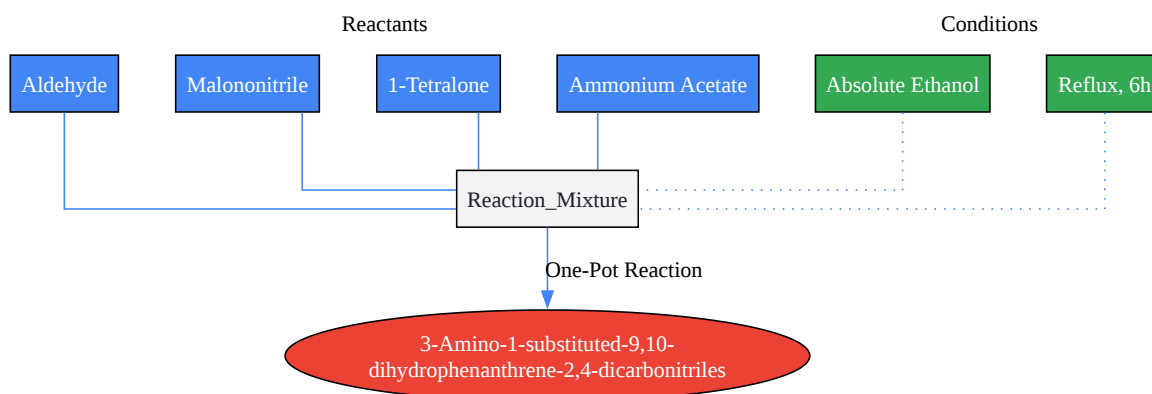 Reactants
Conditions
Aldehyde
Malononitrile
1-Tetralone
Ammonium Acetate
Absolute Ethanol
Reflux, 6h
Reaction_Mixture
One-Pot Reaction
3-Amino-1-substituted-9,10-
dihydrophenanthrene-2,4-dicarbonitriles